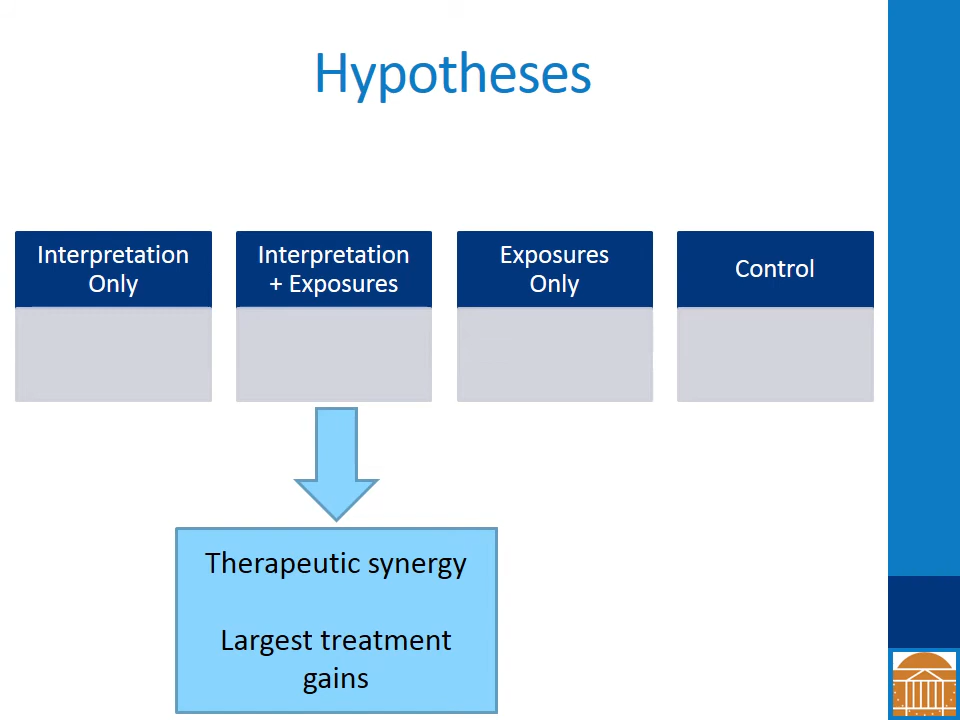 Hypotheses
Interpretation
Only
Interpretation
+ Exposures
Exposures
Only
Control
Therapeutic synergy
Largest treatment
gains